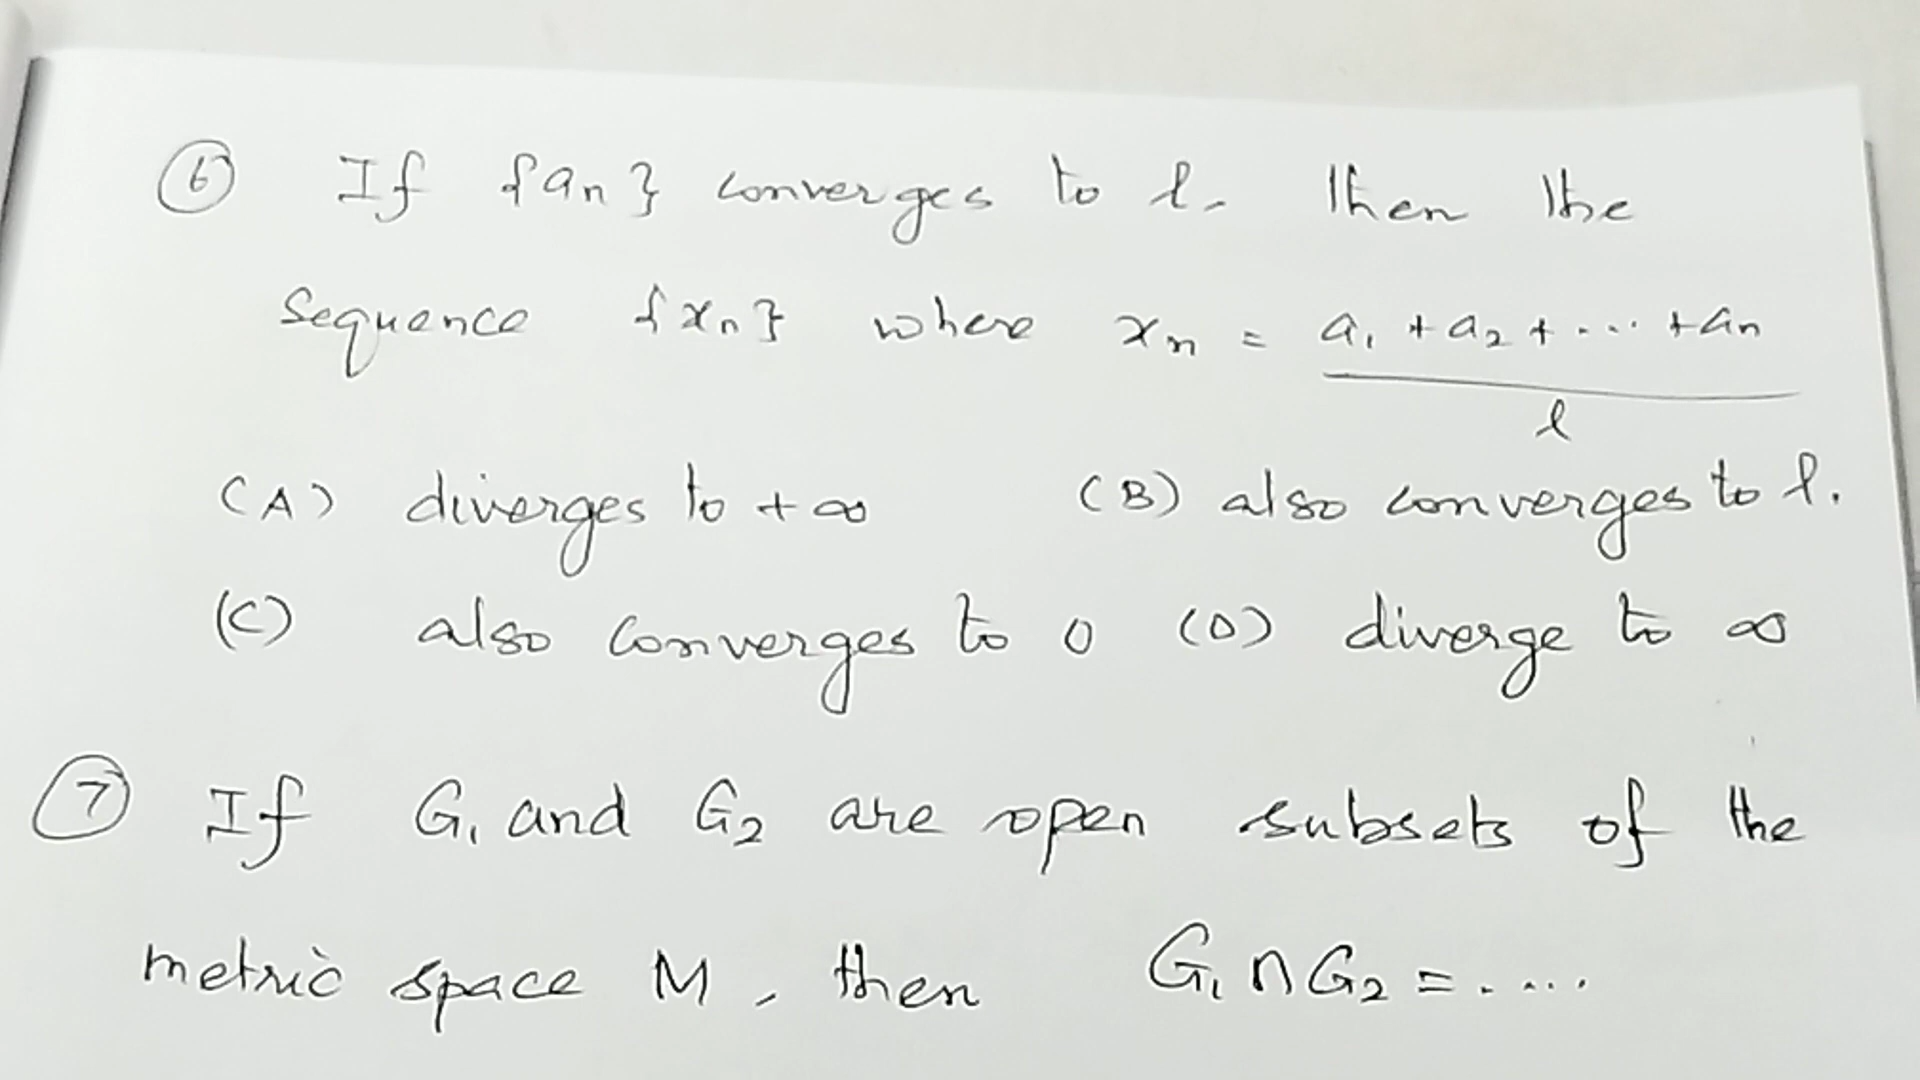 ⑥ If {an} converges to l. Then the
Sequence {xn} where xn = a1 + a2 + .... + an / l
(A) diverges to +∞ (B) also converges to l.
(C) also converges to 0 (D) diverge to ∞
⑦ If G1 and G2 are open subsets of the
metric space M, then G1 ∩ G2 = .....